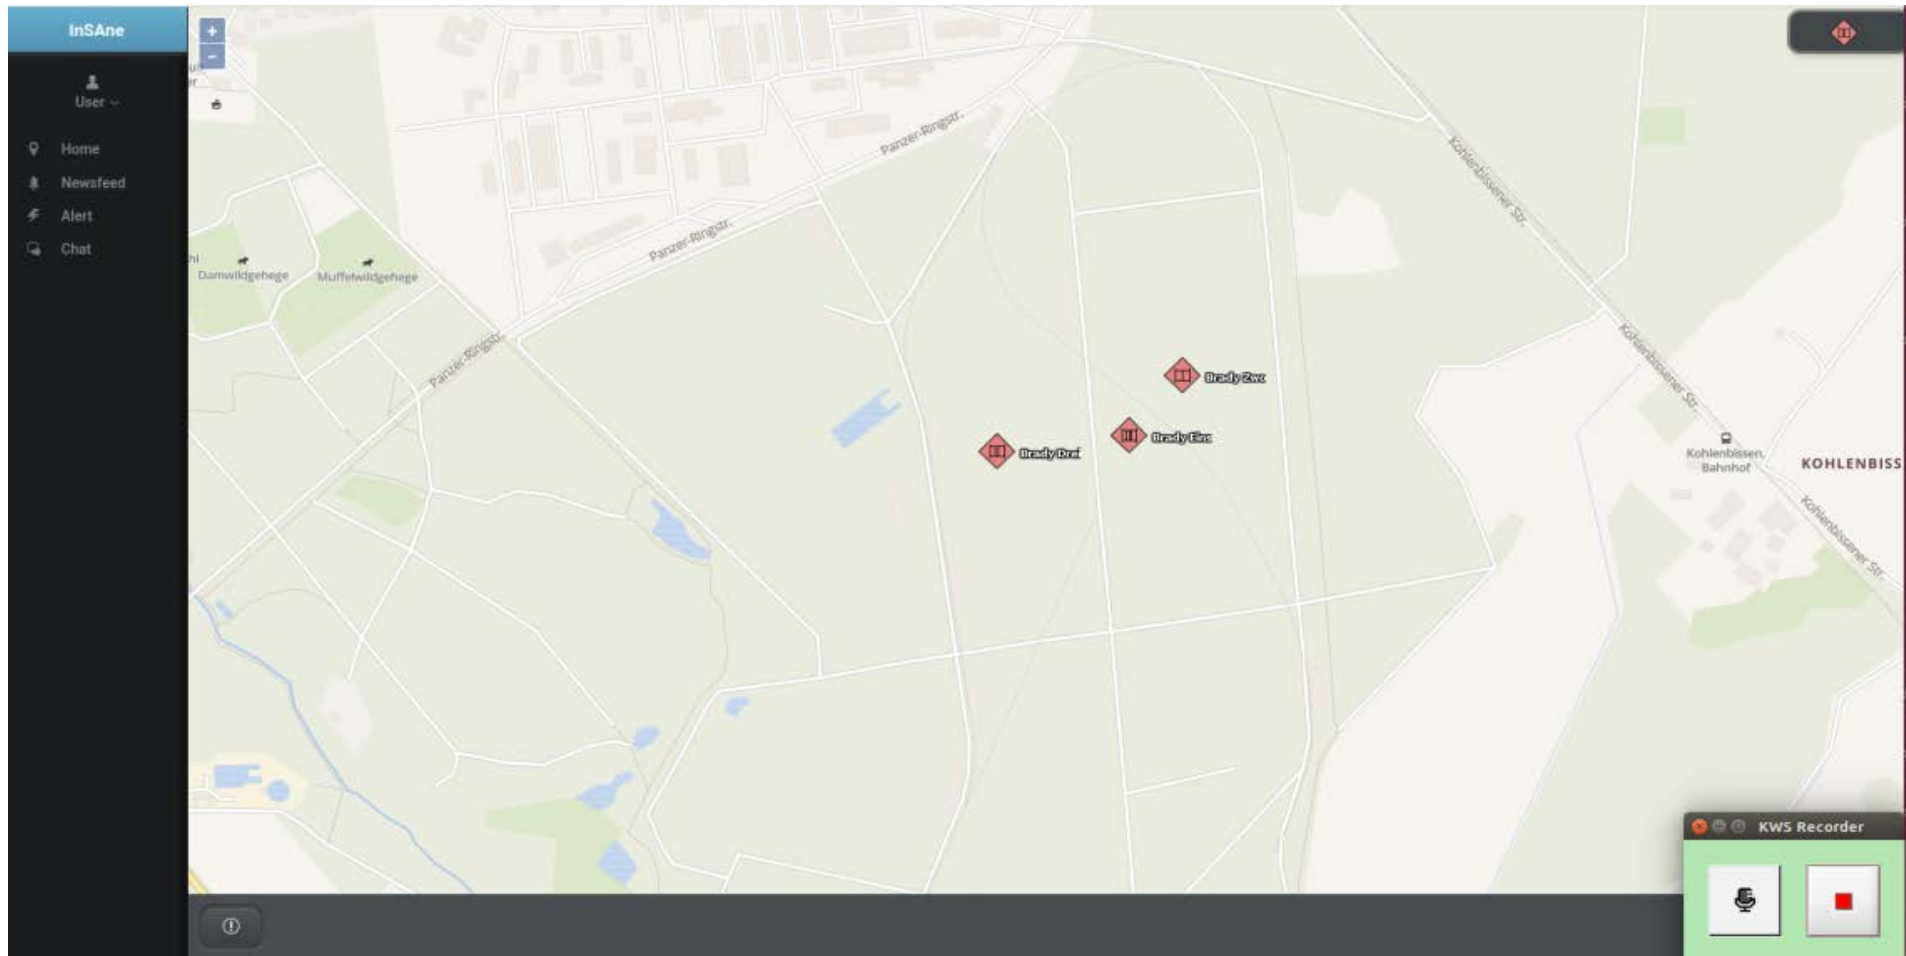 InSAne
User
Home
Newsfeed
Alert
Chat
+
−
Panzer-Ringstr.
Panzer-Ringstr.
Panzer-Ringstr.
Damwildgehege
Muffelwildgehege
Kohlenbissener Str.
Kohlenbissener Str.
Kohlenbissener Str.
Brady Zwo
Brady Eins
Brady Drei
Kohlenbissen,
Bahnhof
KOHLENBISS
KWS Recorder